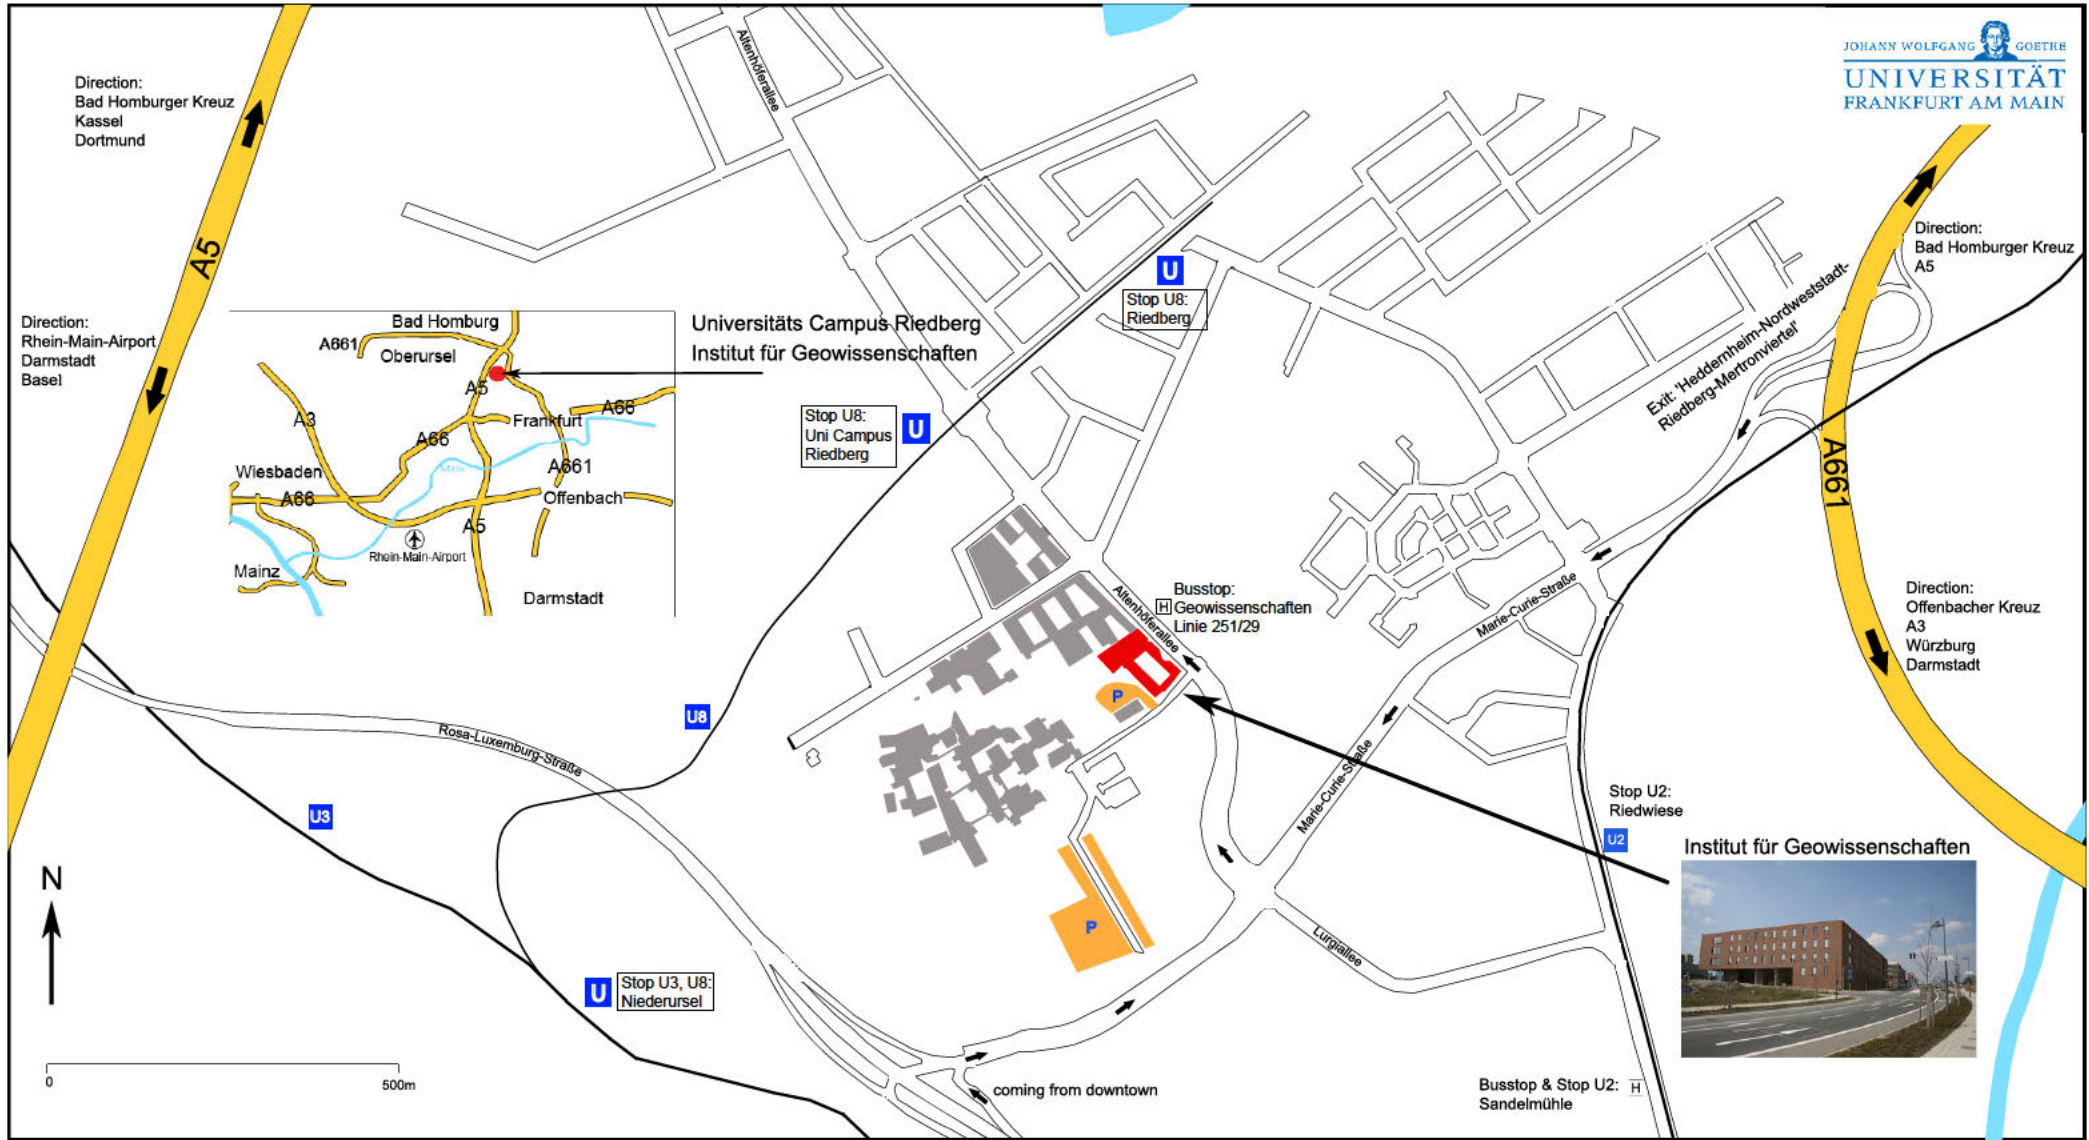 JOHANN WOLFGANG GOETHE
UNIVERSITÄT
FRANKFURT AM MAIN
Direction:
Bad Homburger Kreuz
Kassel
Dortmund
A5
Direction:
Rhein-Main-Airport
Darmstadt
Basel
Altenhöferallee
Bad Homburg
A661
Oberursel
A5
A3
Frankfurt
A66
A66
Wiesbaden
Main
A661
A66
Offenbach
A5
Rhein-Main-Airport
Mainz
Darmstadt
Universitäts Campus Riedberg
Institut für Geowissenschaften
U
Stop U8:
Riedberg
Stop U8:
Uni Campus
Riedberg
U
Direction:
Bad Homburger Kreuz
A5
Exit: 'Heddernheim-Nordweststadt-
Riedberg-Mertronviertel'
A661
Altenhöferallee
Busstop:
H Geowissenschaften
Linie 251/29
Marie-Curie-Straße
Direction:
Offenbacher Kreuz
A3
Würzburg
Darmstadt
P
U8
Rosa-Luxemburg-Straße
U3
Marie-Curie-Straße
Stop U2:
Riedwiese
U2
Institut für Geowissenschaften
N
P
Lurgiallee
U
Stop U3, U8:
Niederursel
0
500m
coming from downtown
Busstop & Stop U2: H
Sandelmühle